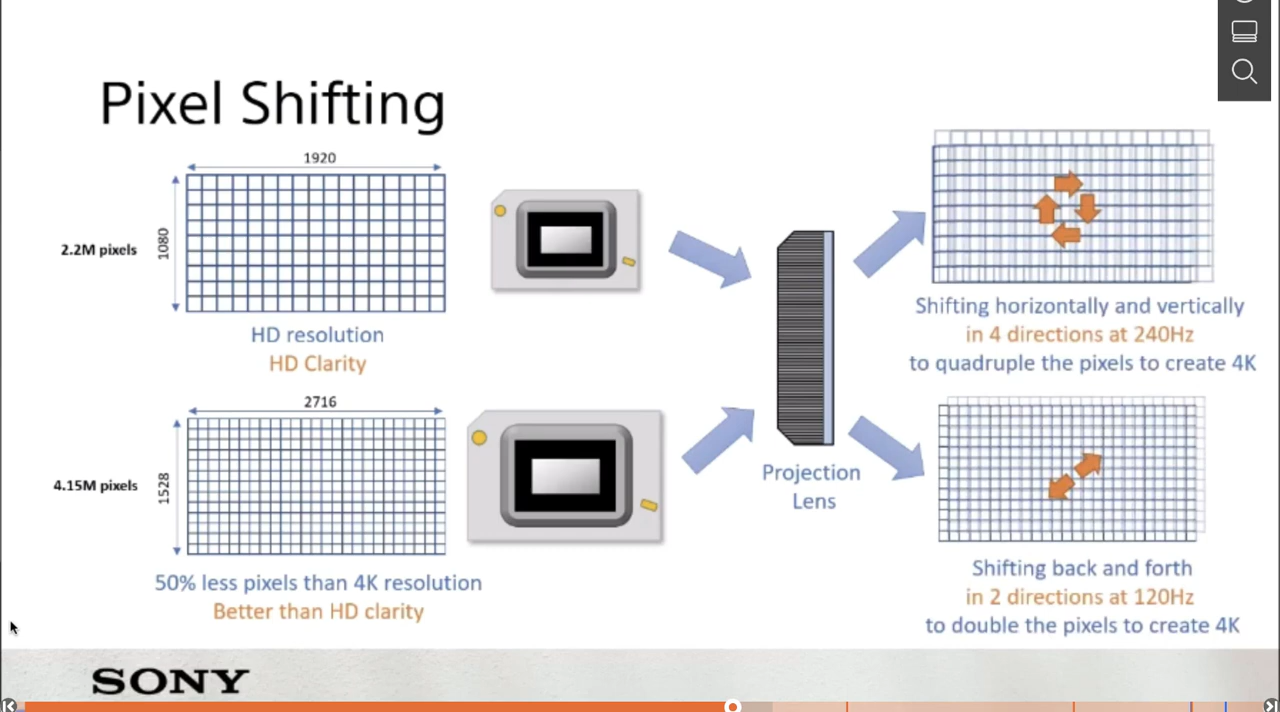 Pixel Shifting
1920
2.2M pixels
1080
HD resolution
HD Clarity
2716
4.15M pixels
1528
50% less pixels than 4K resolution
Better than HD clarity
Projection
Lens
Shifting horizontally and vertically
in 4 directions at 240Hz
to quadruple the pixels to create 4K
Shifting back and forth
in 2 directions at 120Hz
to double the pixels to create 4K
SONY